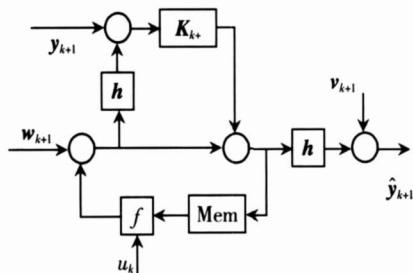 y_{k+1}
K_{k+}
h
v_{k+1}
w_{k+1}
h
ŷ_{k+1}
f
Mem
u_k